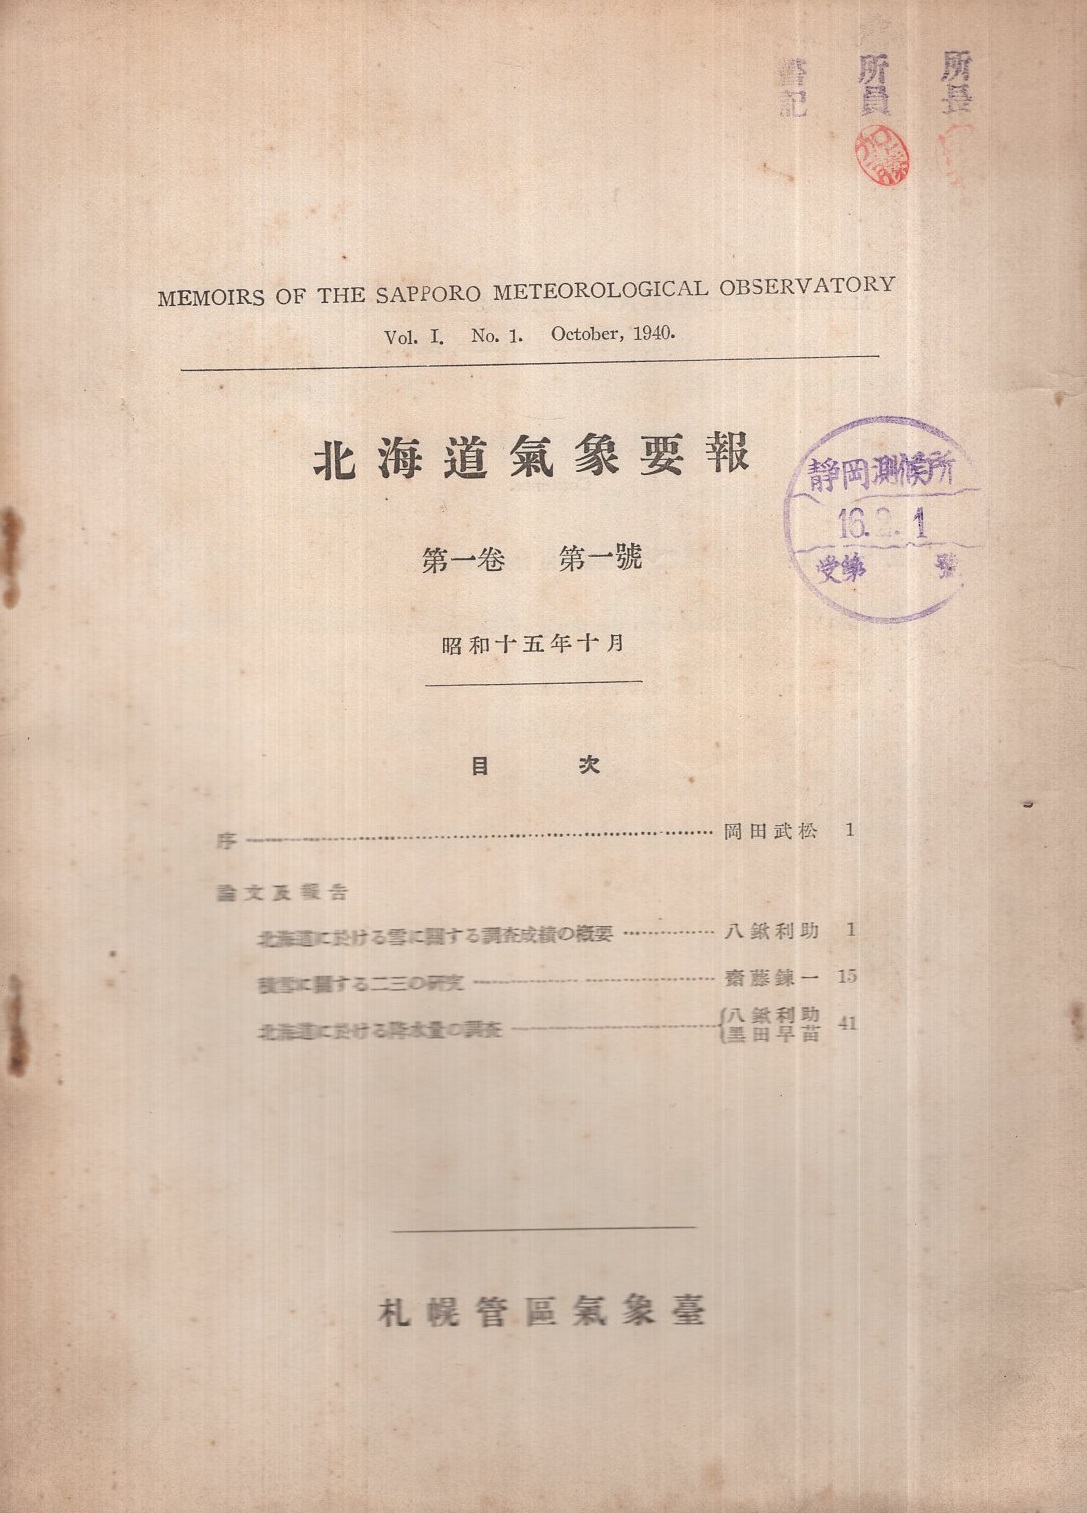 所長
所員
書記
MEMOIRS OF THE SAPPORO METEOROLOGICAL OBSERVATORY
Vol. I. No. 1. October, 1940.
北海道氣象要報
靜岡測候所
16. 2. 1
受第 號
第一卷 第一號
昭和十五年十月
目 次
序 …… 岡田武松 1
論文及報告
北海道に於ける雪に關する調査成績の概要 …… 八鍬利助 1
積雪に關する二三の研究 …… 齋藤錬一 15
北海道に於ける降水量の調査 …… {八鍬利助 黑田早苗 41
札幌管區氣象臺